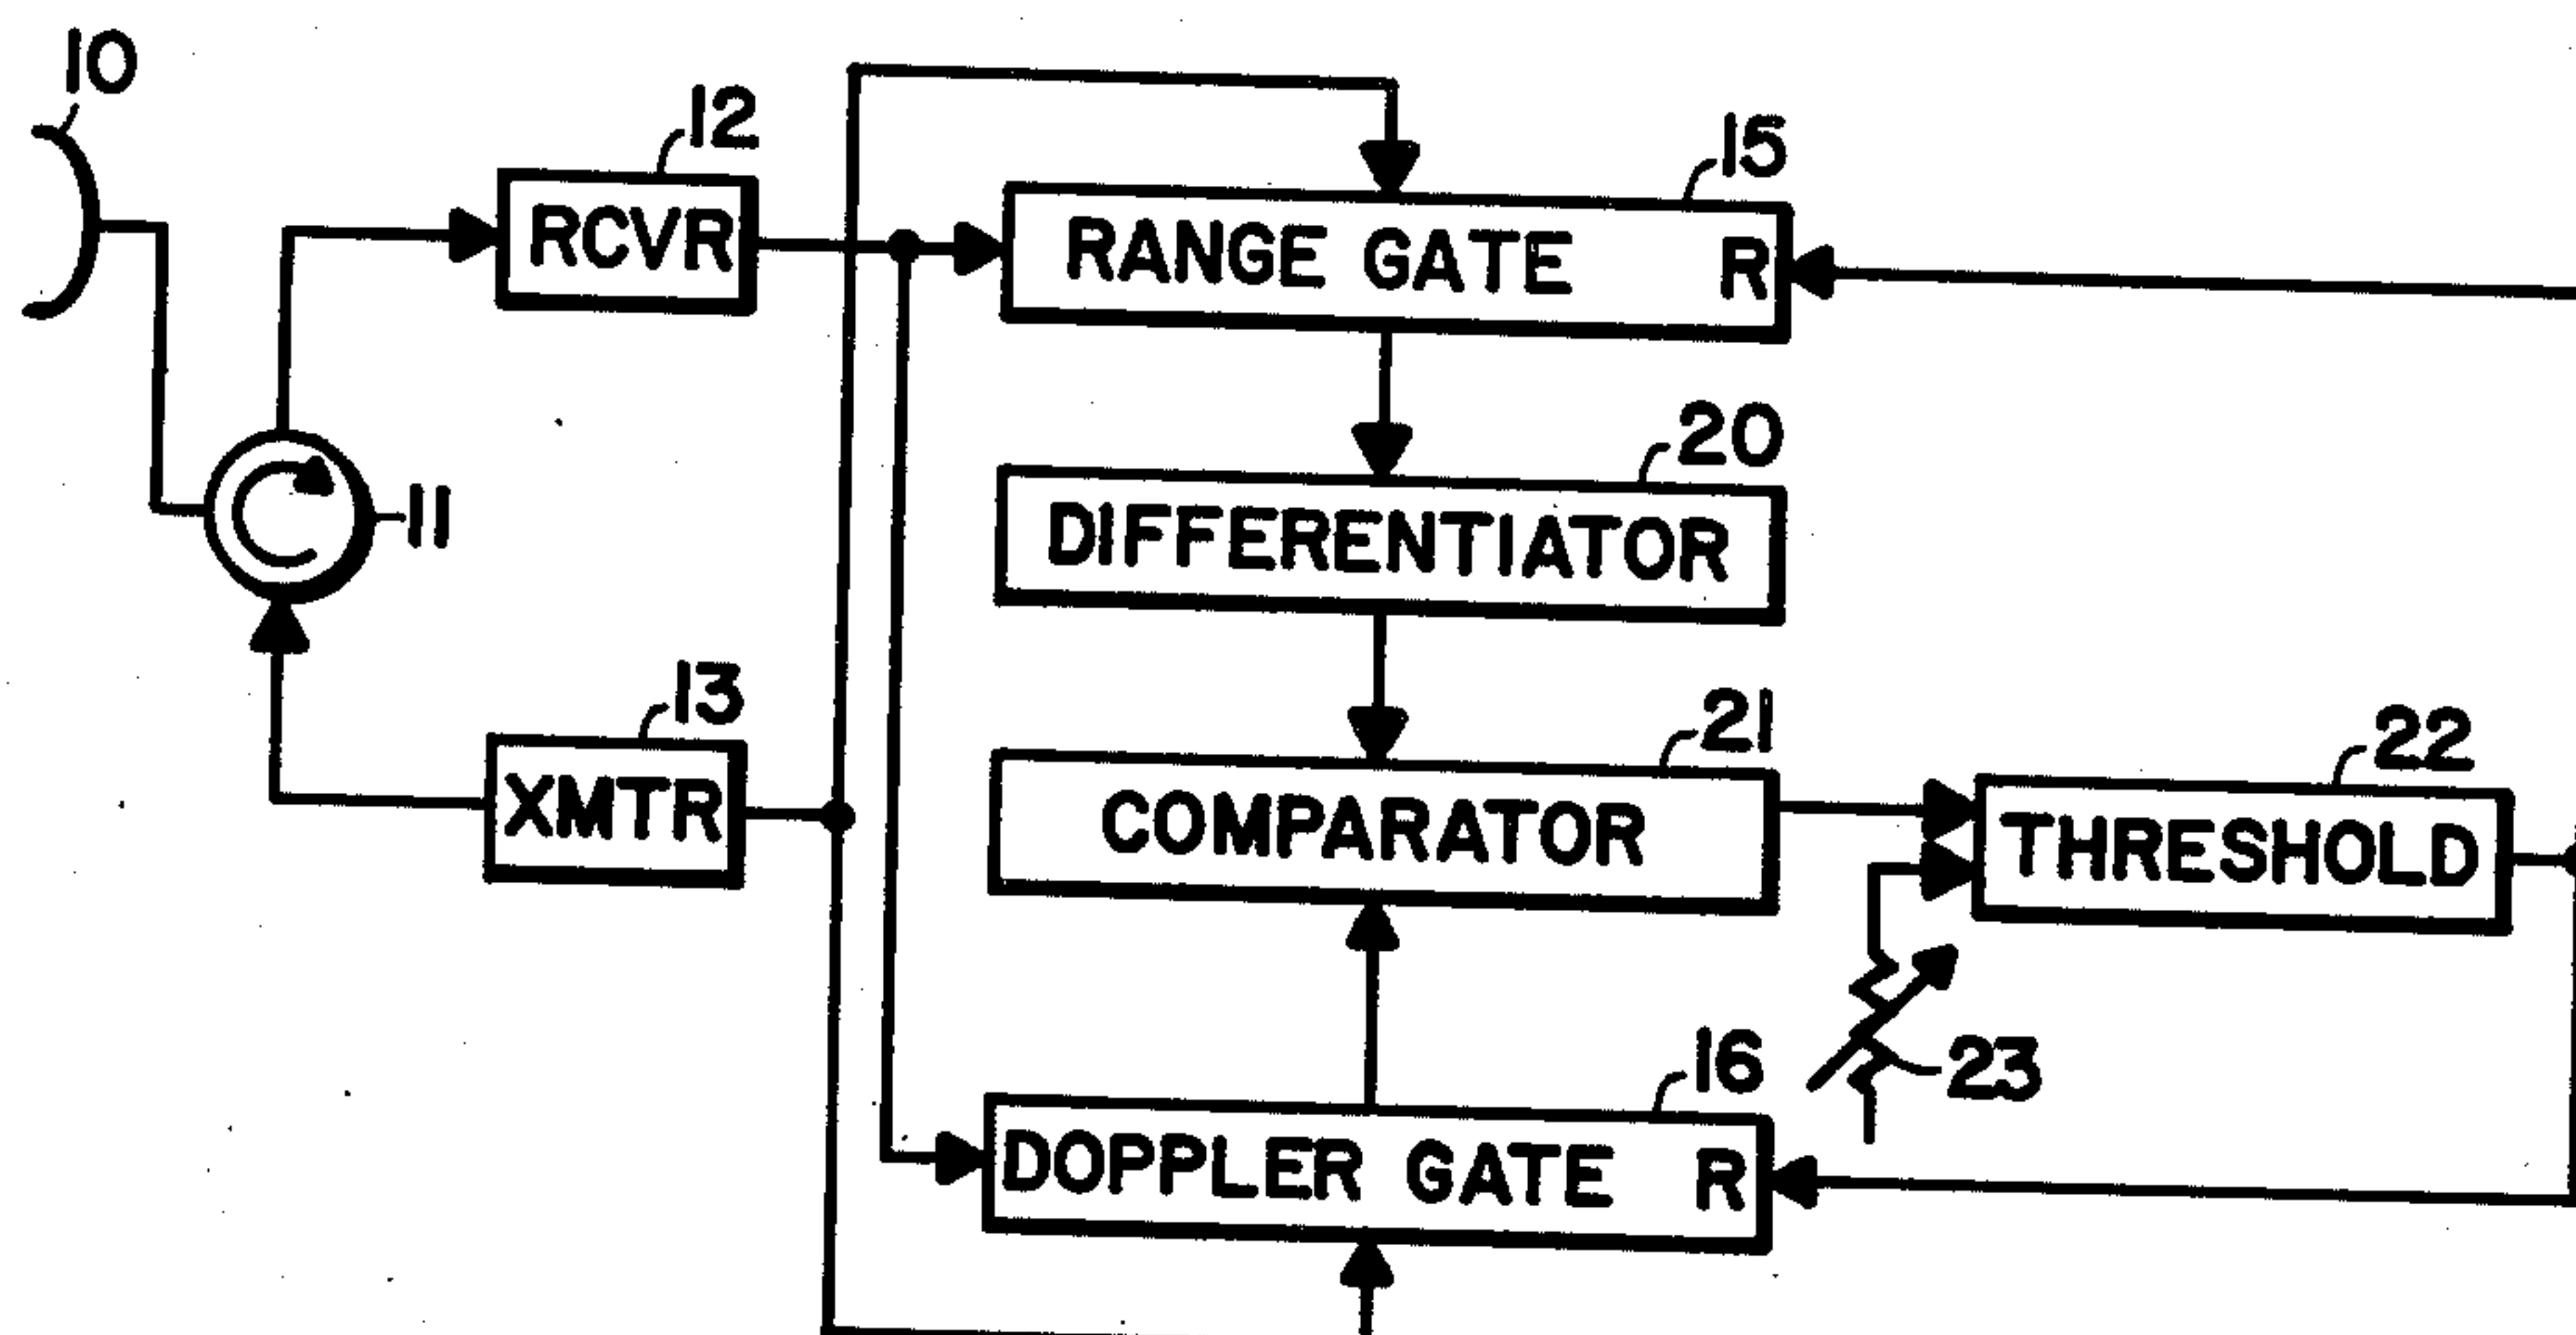 10
12
RCVR
15
RANGE GATE R
11
20
DIFFERENTIATOR
13
XMTR
21
COMPARATOR
22
THRESHOLD
23
16
DOPPLER GATE R